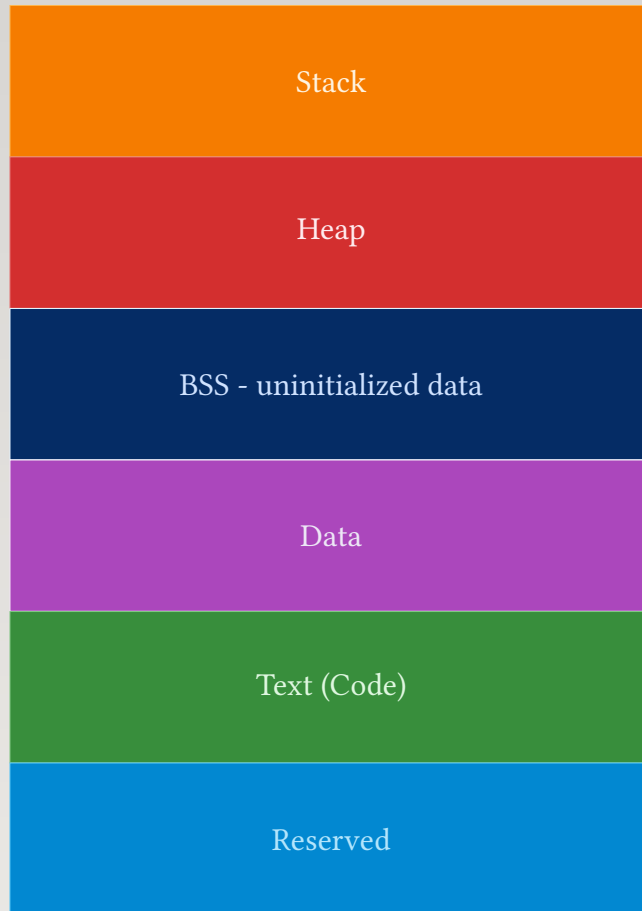 Stack
Heap
BSS - uninitialized data
Data
Text (Code)
Reserved